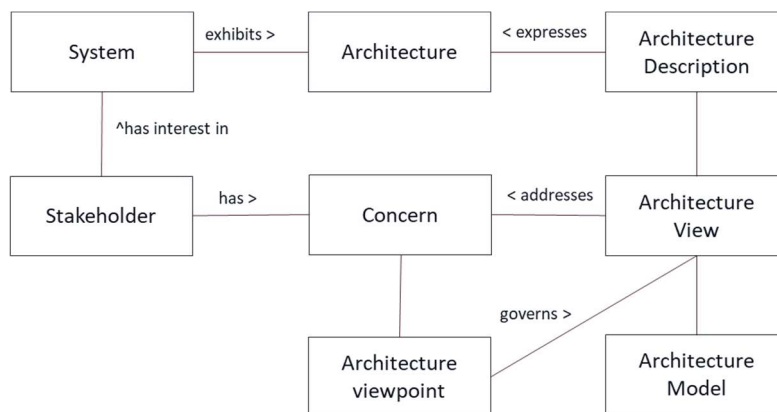 System
exhibits >
Architecture
< expresses
Architecture
Description
^has interest in
Stakeholder
has >
Concern
< addresses
Architecture
View
governs >
Architecture
viewpoint
Architecture
Model